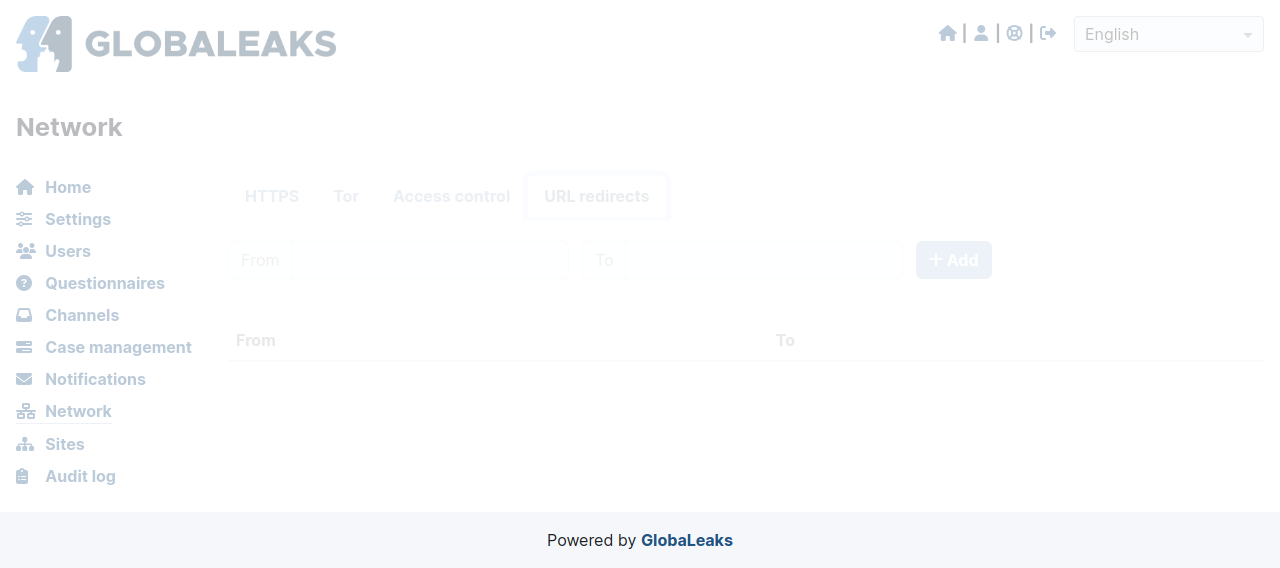 GLOBALEAKS
| | |
English
Network
Home
Settings
Users
Questionnaires
Channels
Case management
Notifications
Network
Sites
Audit log
HTTPS Tor Access control URL redirects
From To + Add
From To
Powered by GlobaLeaks